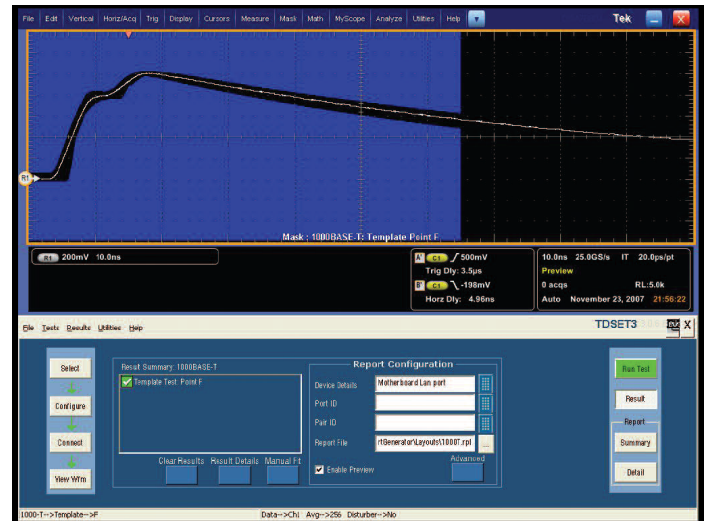 File Edit Vertical Horiz/Acq Trig Display Cursors Measure Mask Math MyScope Analyze Utilities Help Tek
R1
Mask : 1000BASE-T: Template Point F
R1 200mV 10.0ns
A' C1 500mV
Trig Dly: 3.5µs
B' C1 -198mV
Horz Dly: 4.96ns
10.0ns 25.0GS/s IT 20.0ps/pt
Preview
0 acqs RL:5.0k
Auto November 23, 2007 21:56:22
File Tests Results Utilities Help TDSET3 X
Select
Configure
Connect
View Wfm
Result Summary: 1000BASE-T
Template Test Point F
Clear Results Result Details Manual Fit
Report Configuration
Device Details Motherboard Lan port
Port ID
Pair ID
Report File rtGenerator\Layouts\1000T.rpl ...
Advanced
Enable Preview
Run Test
Result
Report
Summary
Detail
1000-T-->Template-->F Data-->Ch1 Avg-->256 Disturber-->No